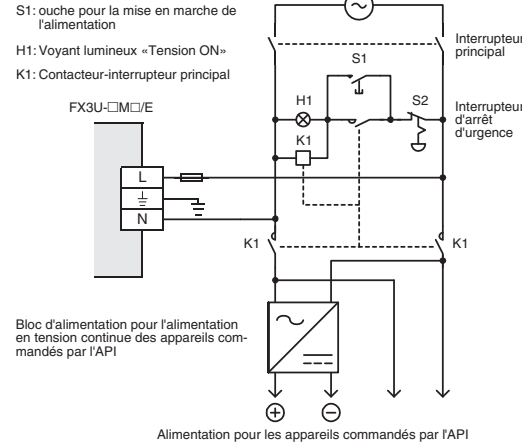 S1: ouche pour la mise en marche de
l'alimentation
H1: Voyant lumineux «Tension ON»
K1: Contacteur-interrupteur principal
FX3U-□M□/E
Interrupteur
principal
S1
H1
S2
Interrupteur
d'arrêt
d'urgence
K1
L
N
K1
K1
Bloc d'alimentation pour l'alimentation
en tension continue des appareils com-
mandés par l'API
Alimentation pour les appareils commandés par l'API